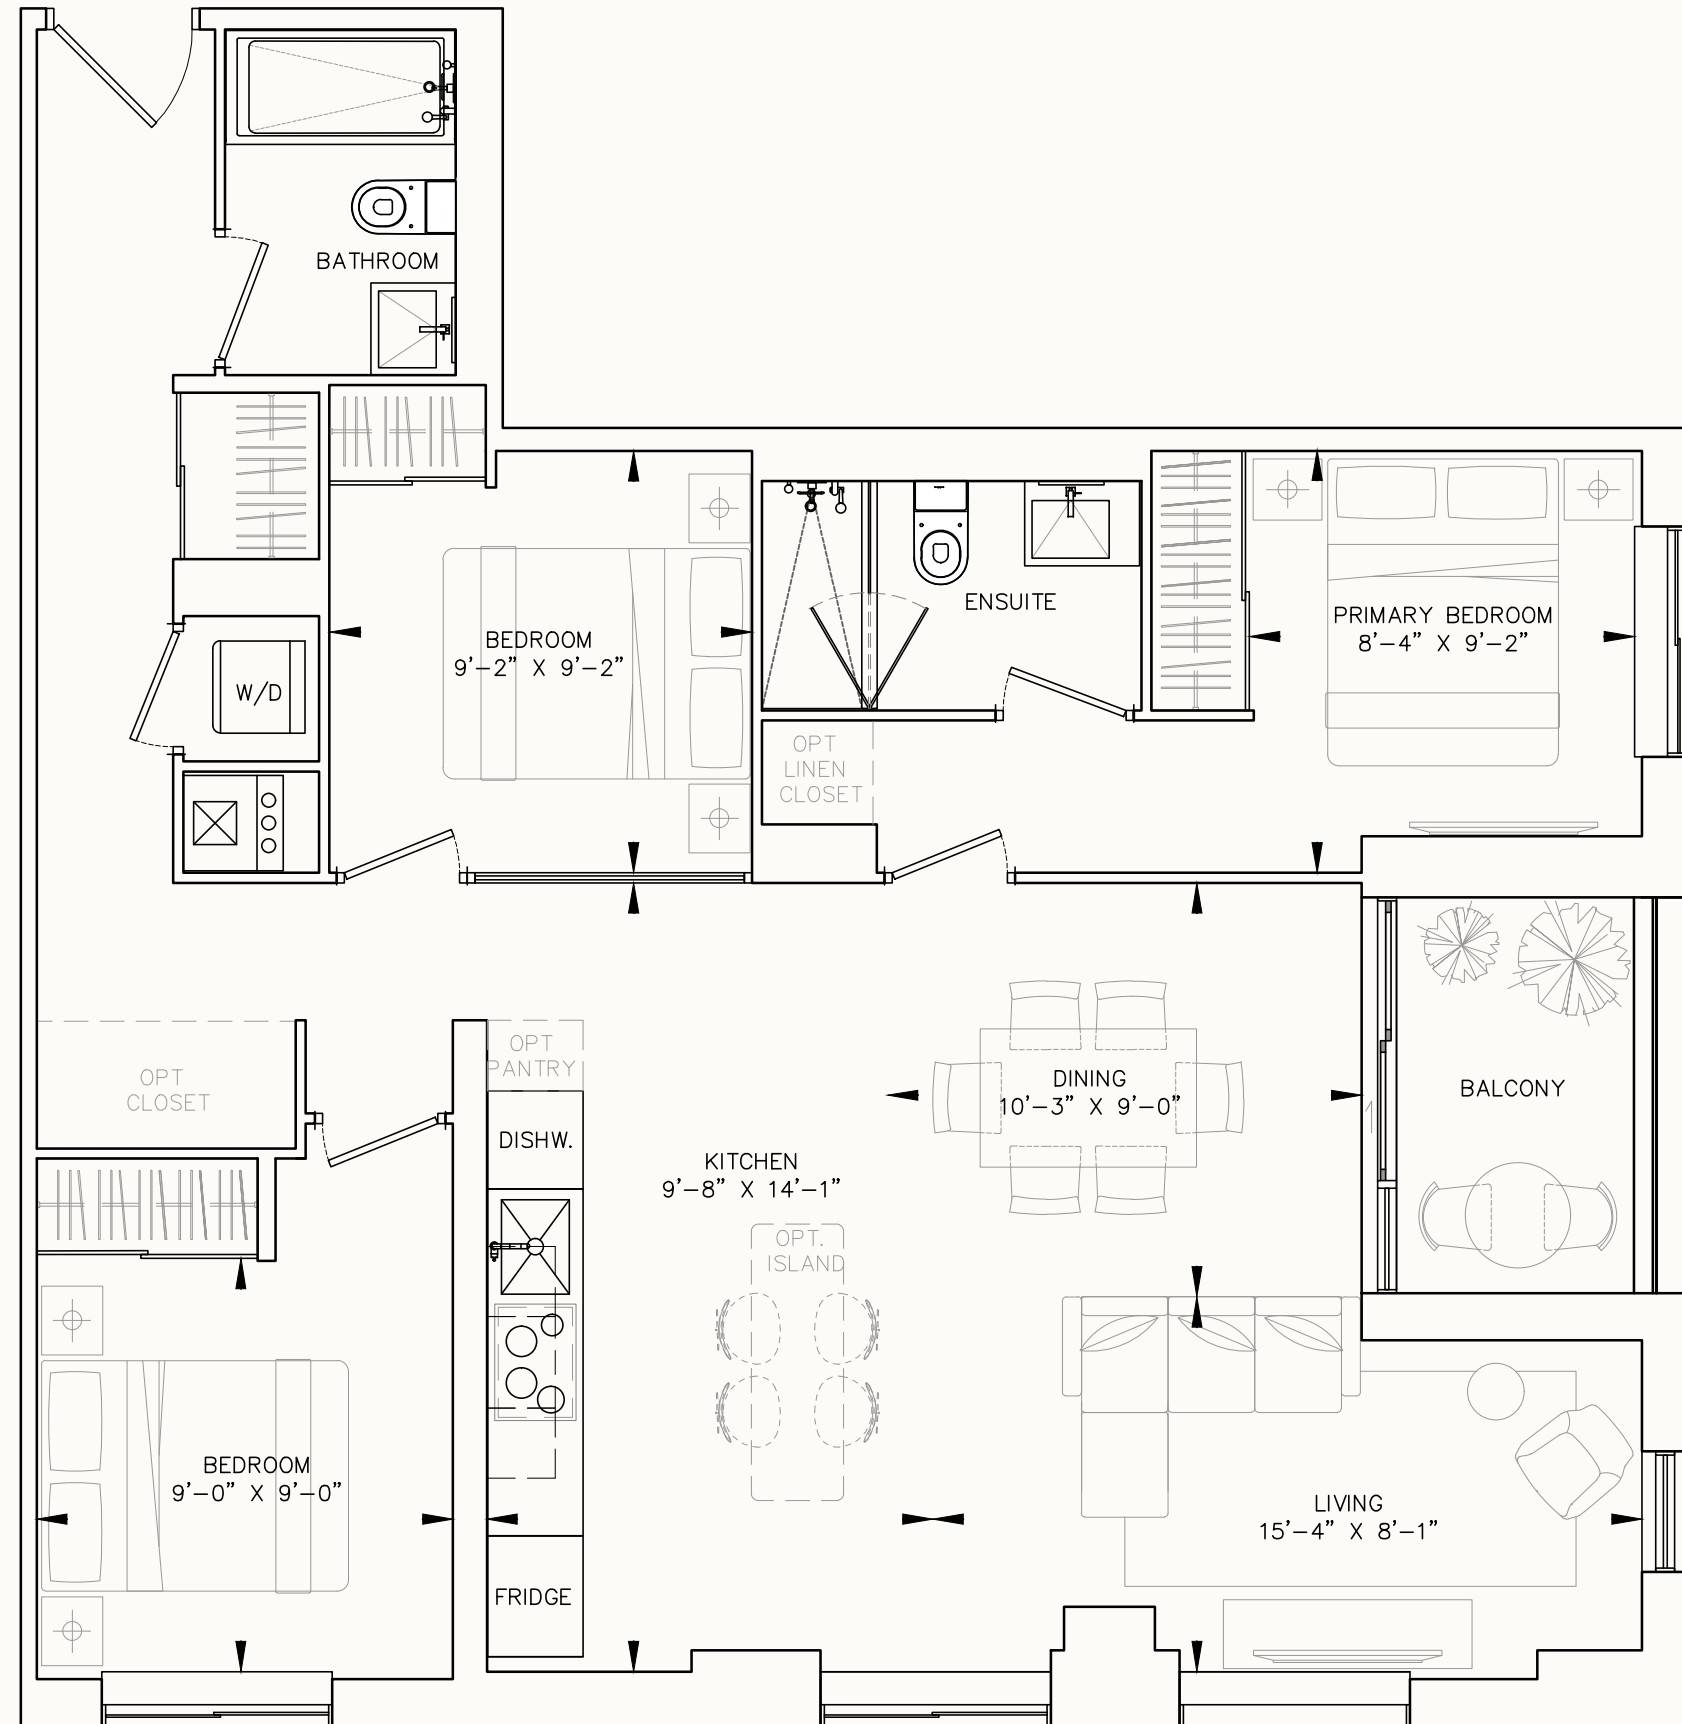 BATHROOM
BEDROOM
9'-2" X 9'-2"
ENSUITE
PRIMARY BEDROOM
8'-4" X 9'-2"
W/D
OPT
LINEN
CLOSET
OPT
CLOSET
OPT
PANTRY
DISHW.
DINING
10'-3" X 9'-0"
BALCONY
KITCHEN
9'-8" X 14'-1"
OPT.
ISLAND
BEDROOM
9'-0" X 9'-0"
LIVING
15'-4" X 8'-1"
FRIDGE